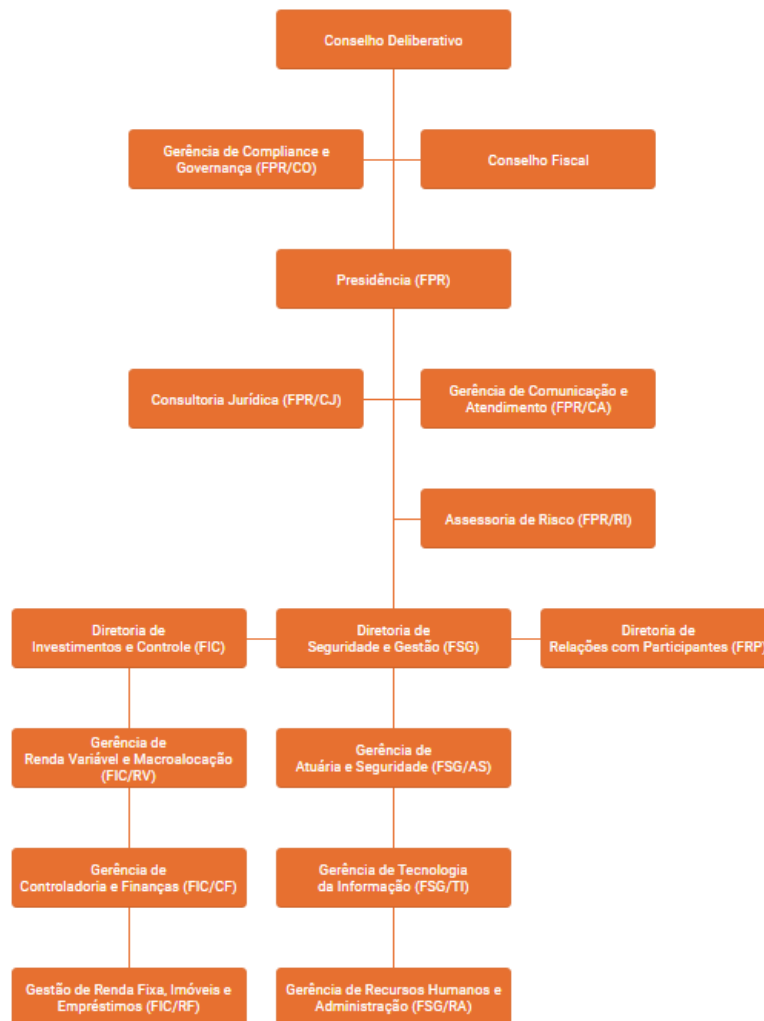 Conselho Deliberativo
Gerência de Compliance e
Governança (FPR/CO)
Conselho Fiscal
Presidência (FPR)
Consultoria Jurídica (FPR/CJ)
Gerência de Comunicação e
Atendimento (FPR/CA)
Assessoria de Risco (FPR/RI)
Diretoria de
Investimentos e Controle (FIC)
Diretoria de
Seguridade e Gestão (FSG)
Diretoria de
Relações com Participantes (FRP)
Gerência de
Renda Variável e Macroalocação
(FIC/RV)
Gerência de
Atuária e Seguridade (FSG/AS)
Gerência de
Controladoria e Finanças (FIC/CF)
Gerência de Tecnologia
da Informação (FSG/TI)
Gestão de Renda Fixa, Imóveis e
Empréstimos (FIC/RF)
Gerência de Recursos Humanos e
Administração (FSG/RA)